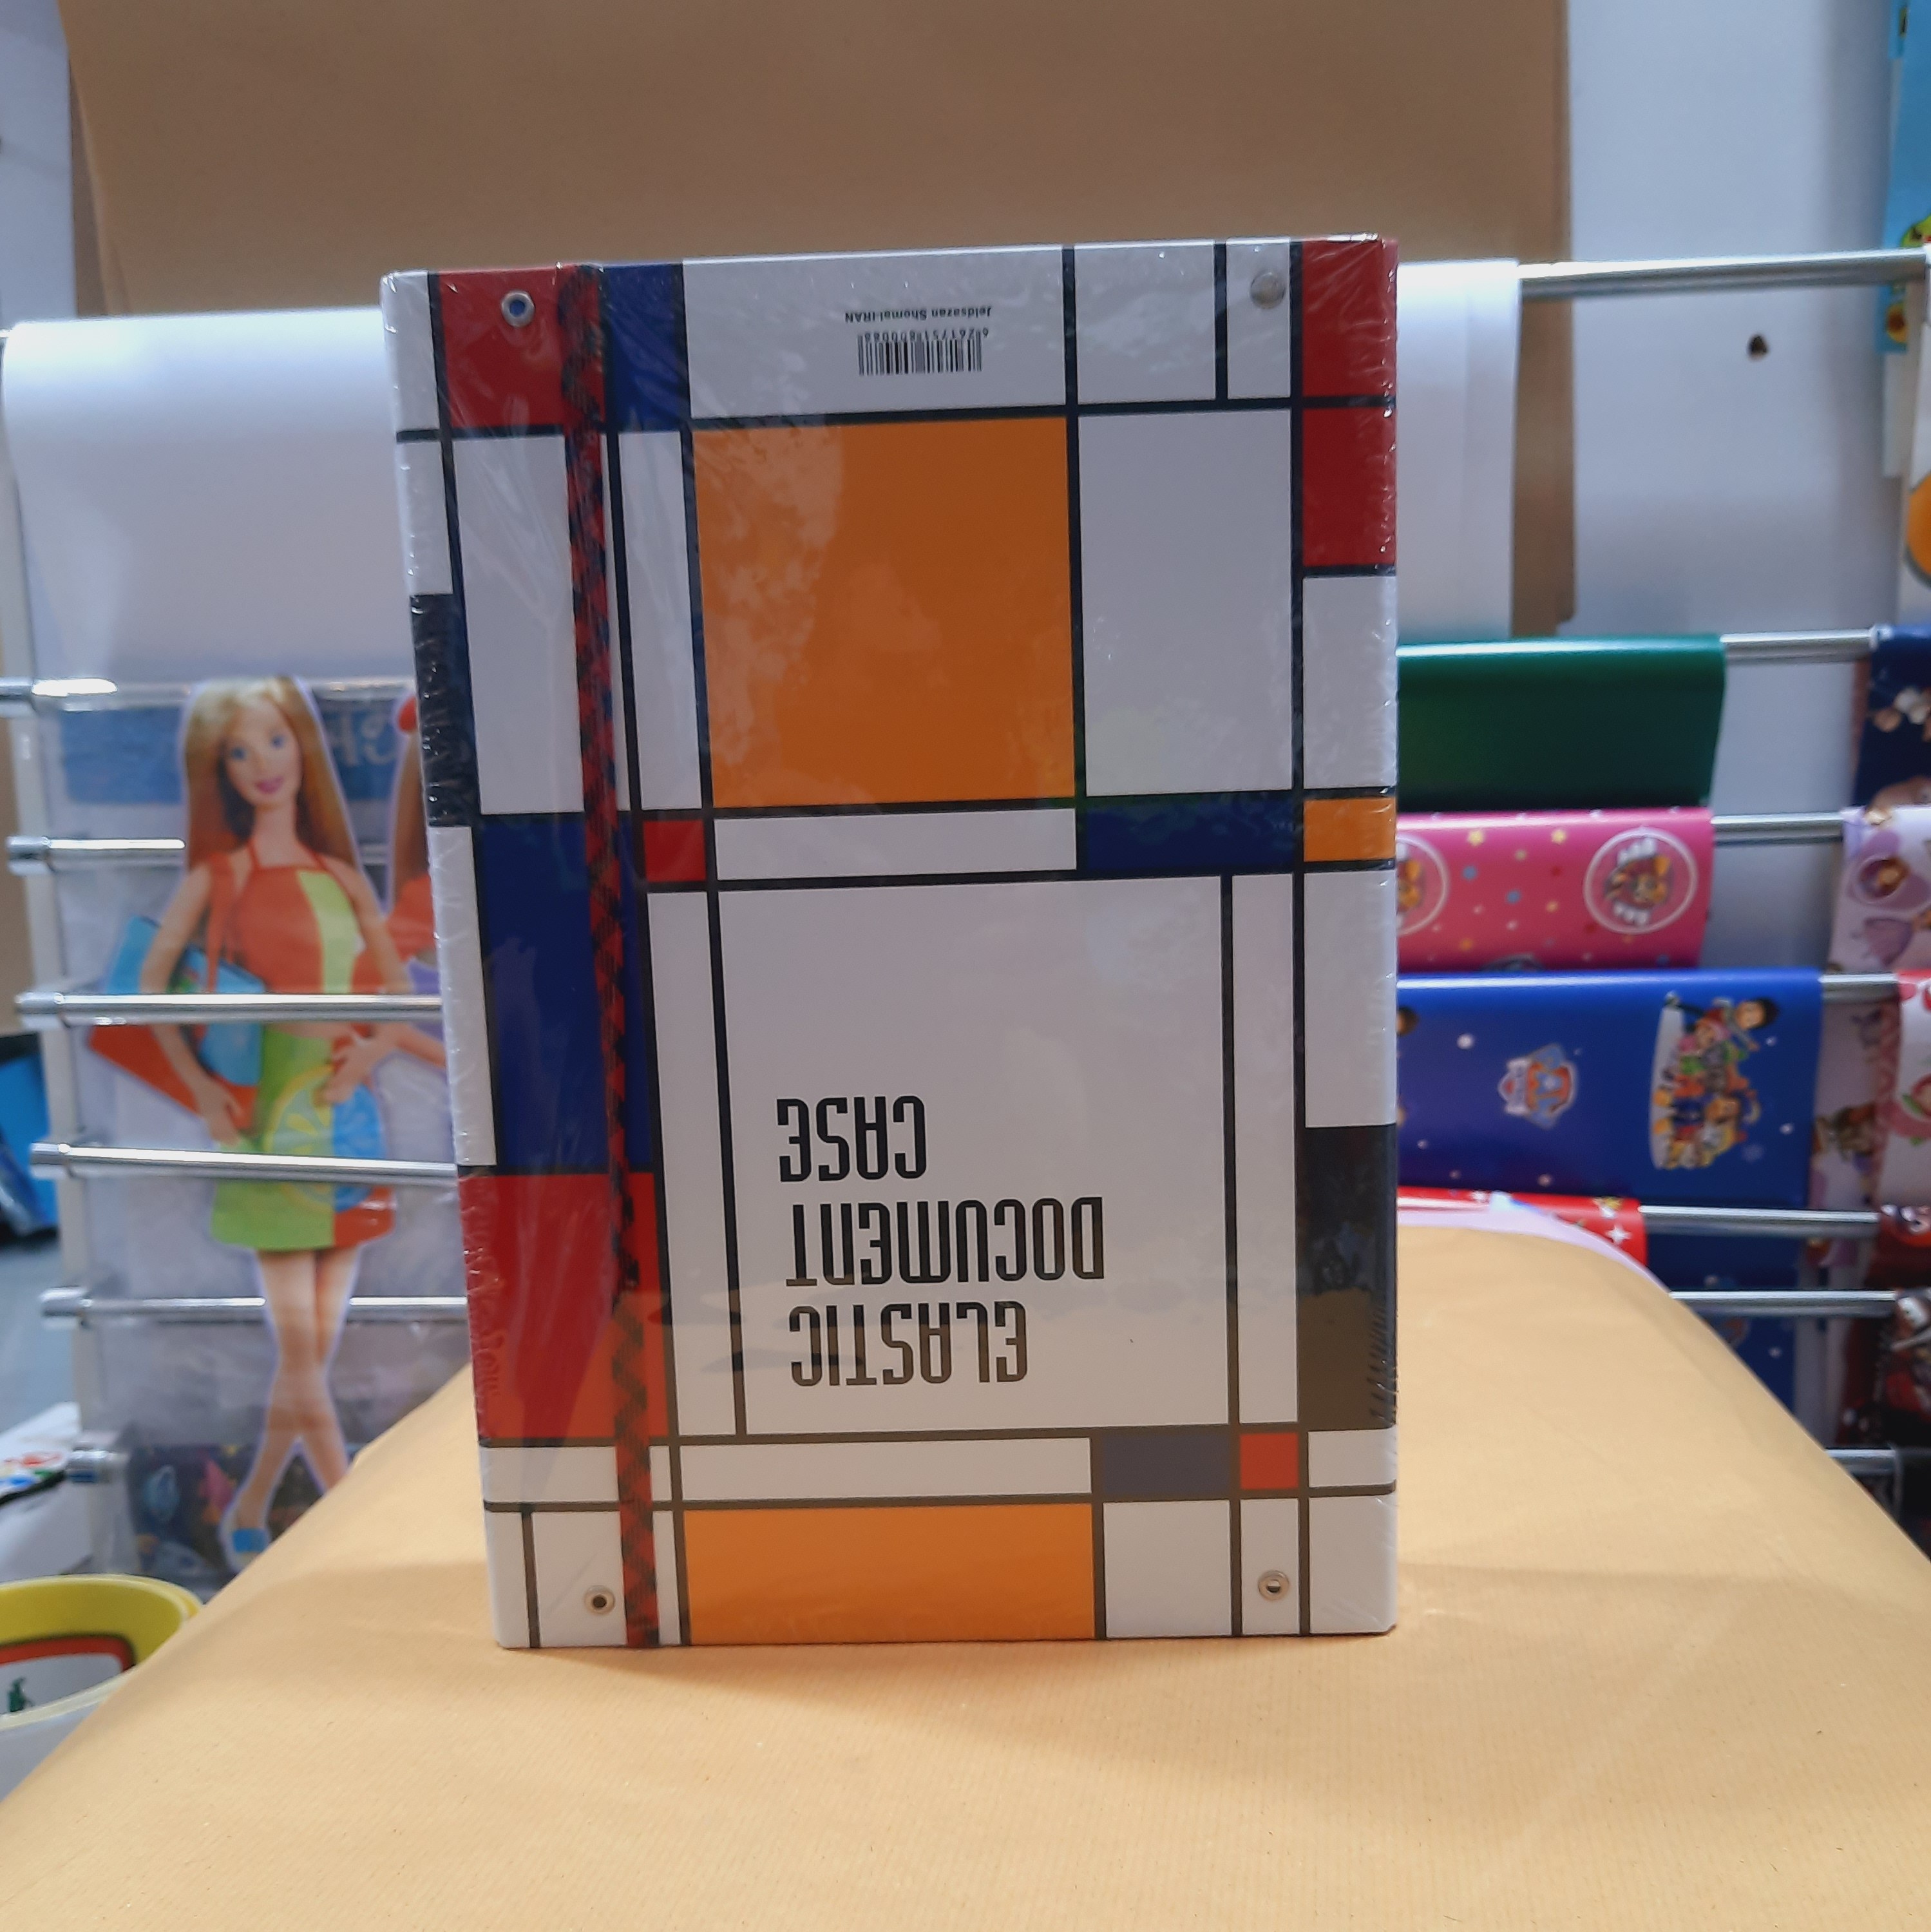 ELASTIC
DOCUMENT
CASE
Jeldsazan Shomal-IRAN